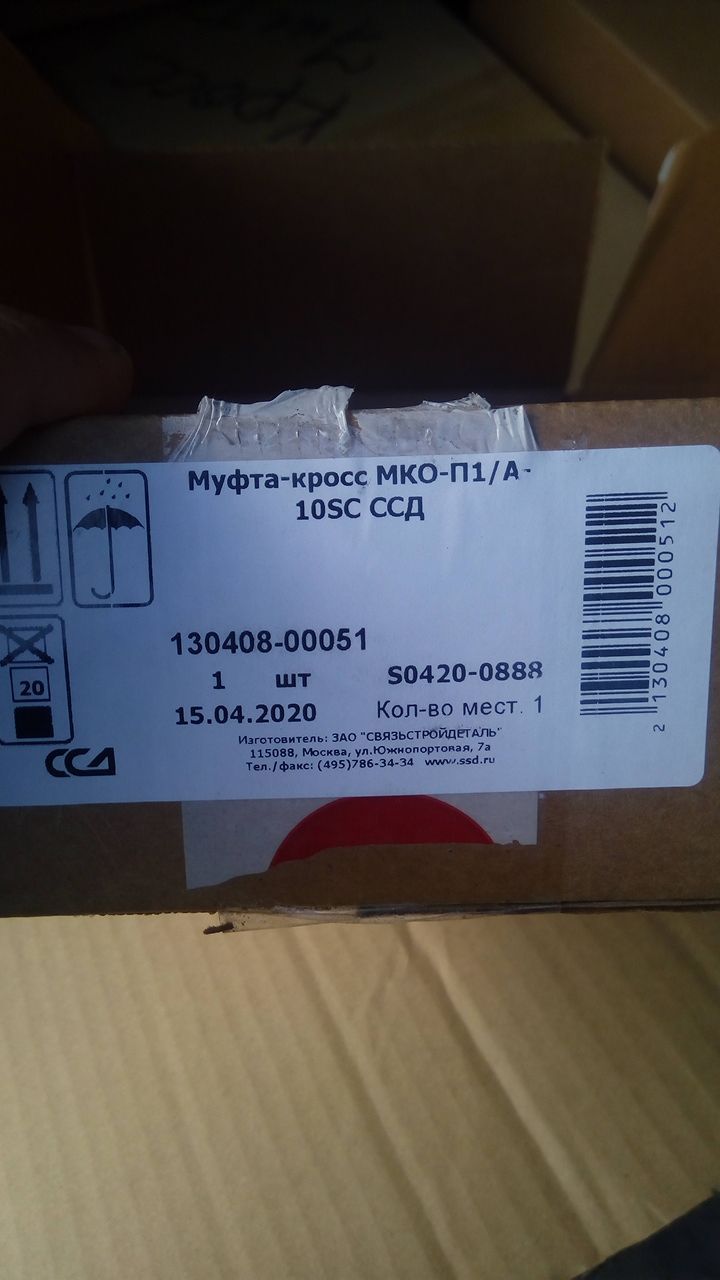 Кросс
Муфта-кросс МКО-П1/А-
10SC ССД
130408-00051
1 шт S0420-0888
15.04.2020 Кол-во мест. 1
Изготовитель: ЗАО "СВЯЗЬСТРОЙДЕТАЛЬ"
115088, Москва, ул.Южнопортовая, 7а
Тел./факс: (495)786-34-34 www.ssd.ru
20
ССД
2 130408 000512